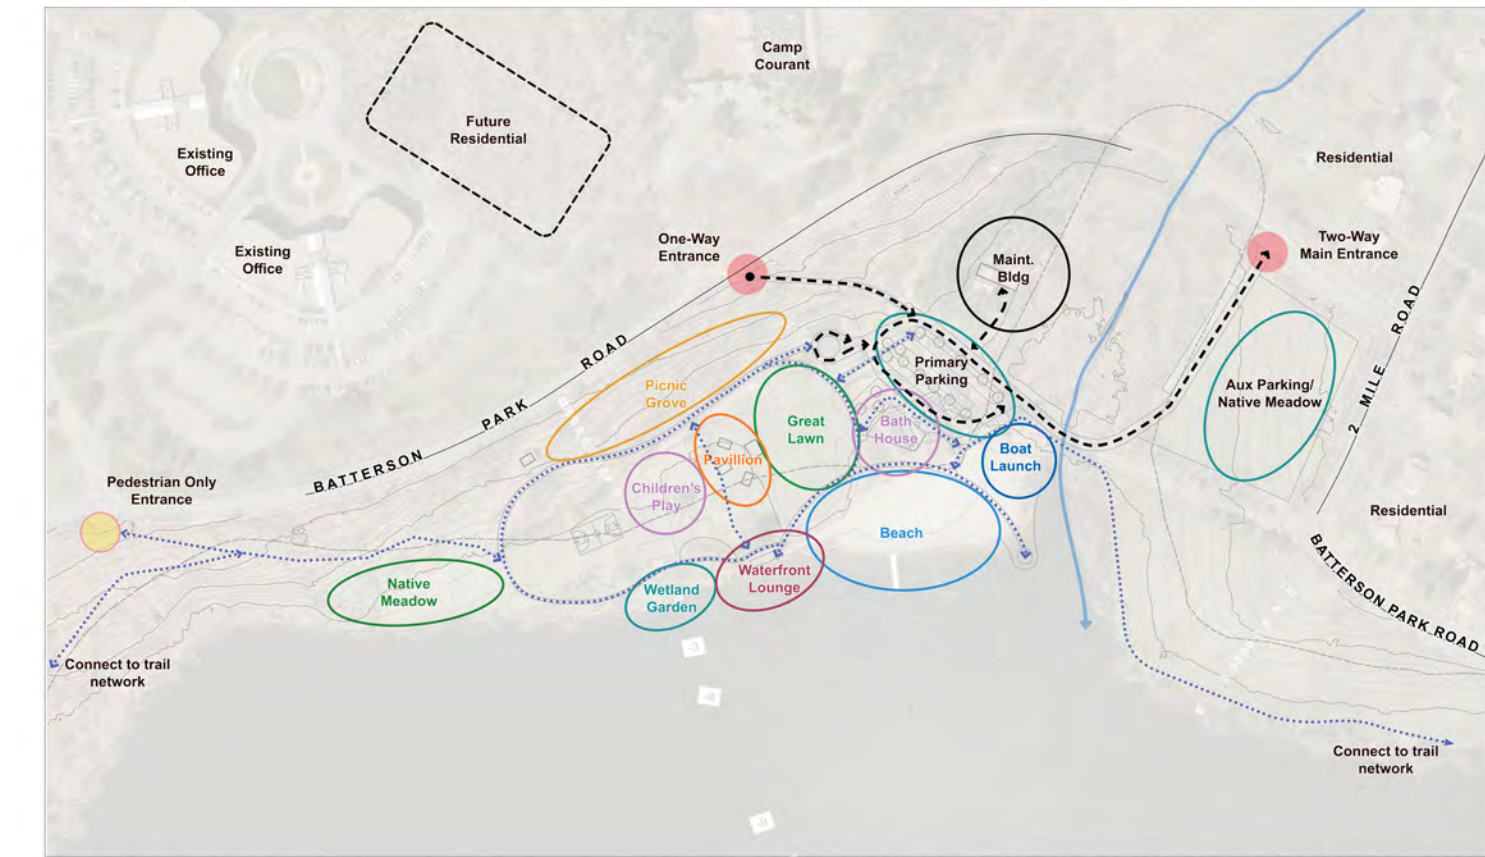 Camp
Courant
Future
Residential
Existing
Office
Residential
One-Way
Entrance
Two-Way
Main Entrance
Existing
Office
Maint.
Bldg
BATTERSON PARK ROAD
2 MILE ROAD
Primary
Parking
Picnic
Grove
Aux Parking/
Native Meadow
Great
Lawn
Bath
House
Boat
Launch
Pavillion
Pedestrian Only
Entrance
Children's
Play
Residential
Beach
BATTERSON PARK ROAD
Native
Meadow
Wetland
Garden
Waterfront
Lounge
-3
-6
-9
Connect to trail
network
Connect to trail
network